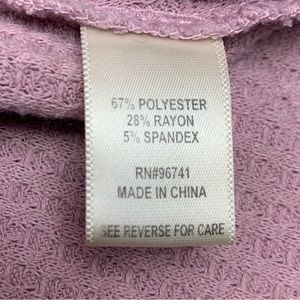 67% POLYESTER
28% RAYON
5% SPANDEX
RN#96741
MADE IN CHINA
SEE REVERSE FOR CARE